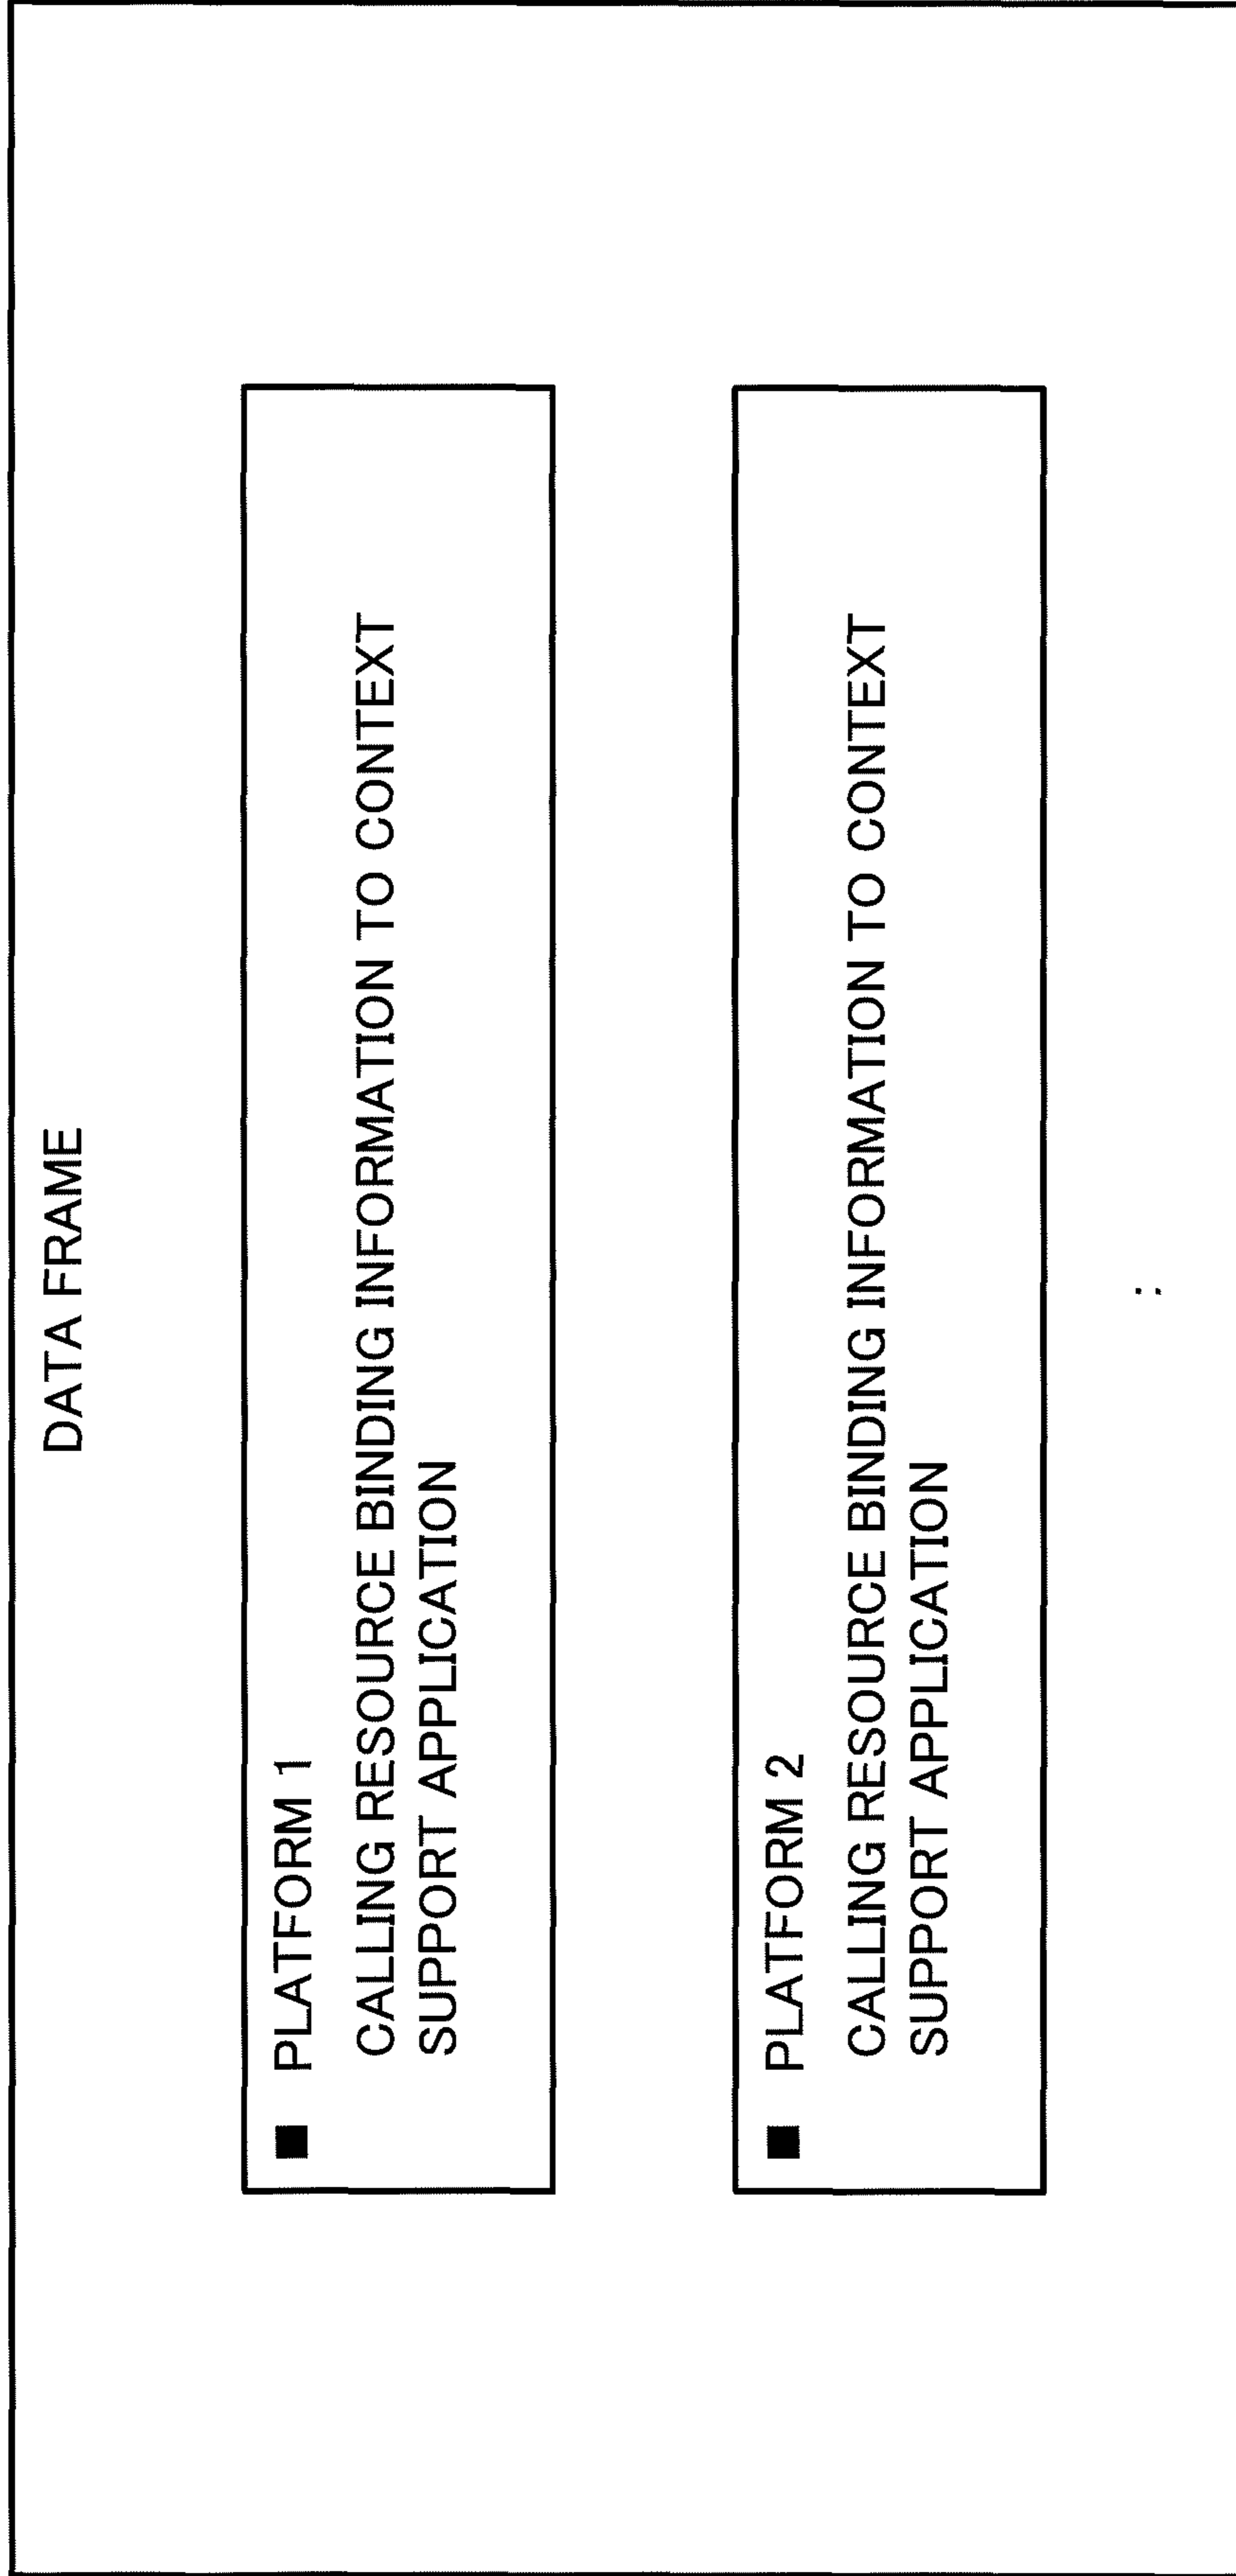 DATA FRAME
■ PLATFORM 1
CALLING RESOURCE BINDING INFORMATION TO CONTEXT
SUPPORT APPLICATION
■ PLATFORM 2
CALLING RESOURCE BINDING INFORMATION TO CONTEXT
SUPPORT APPLICATION
: